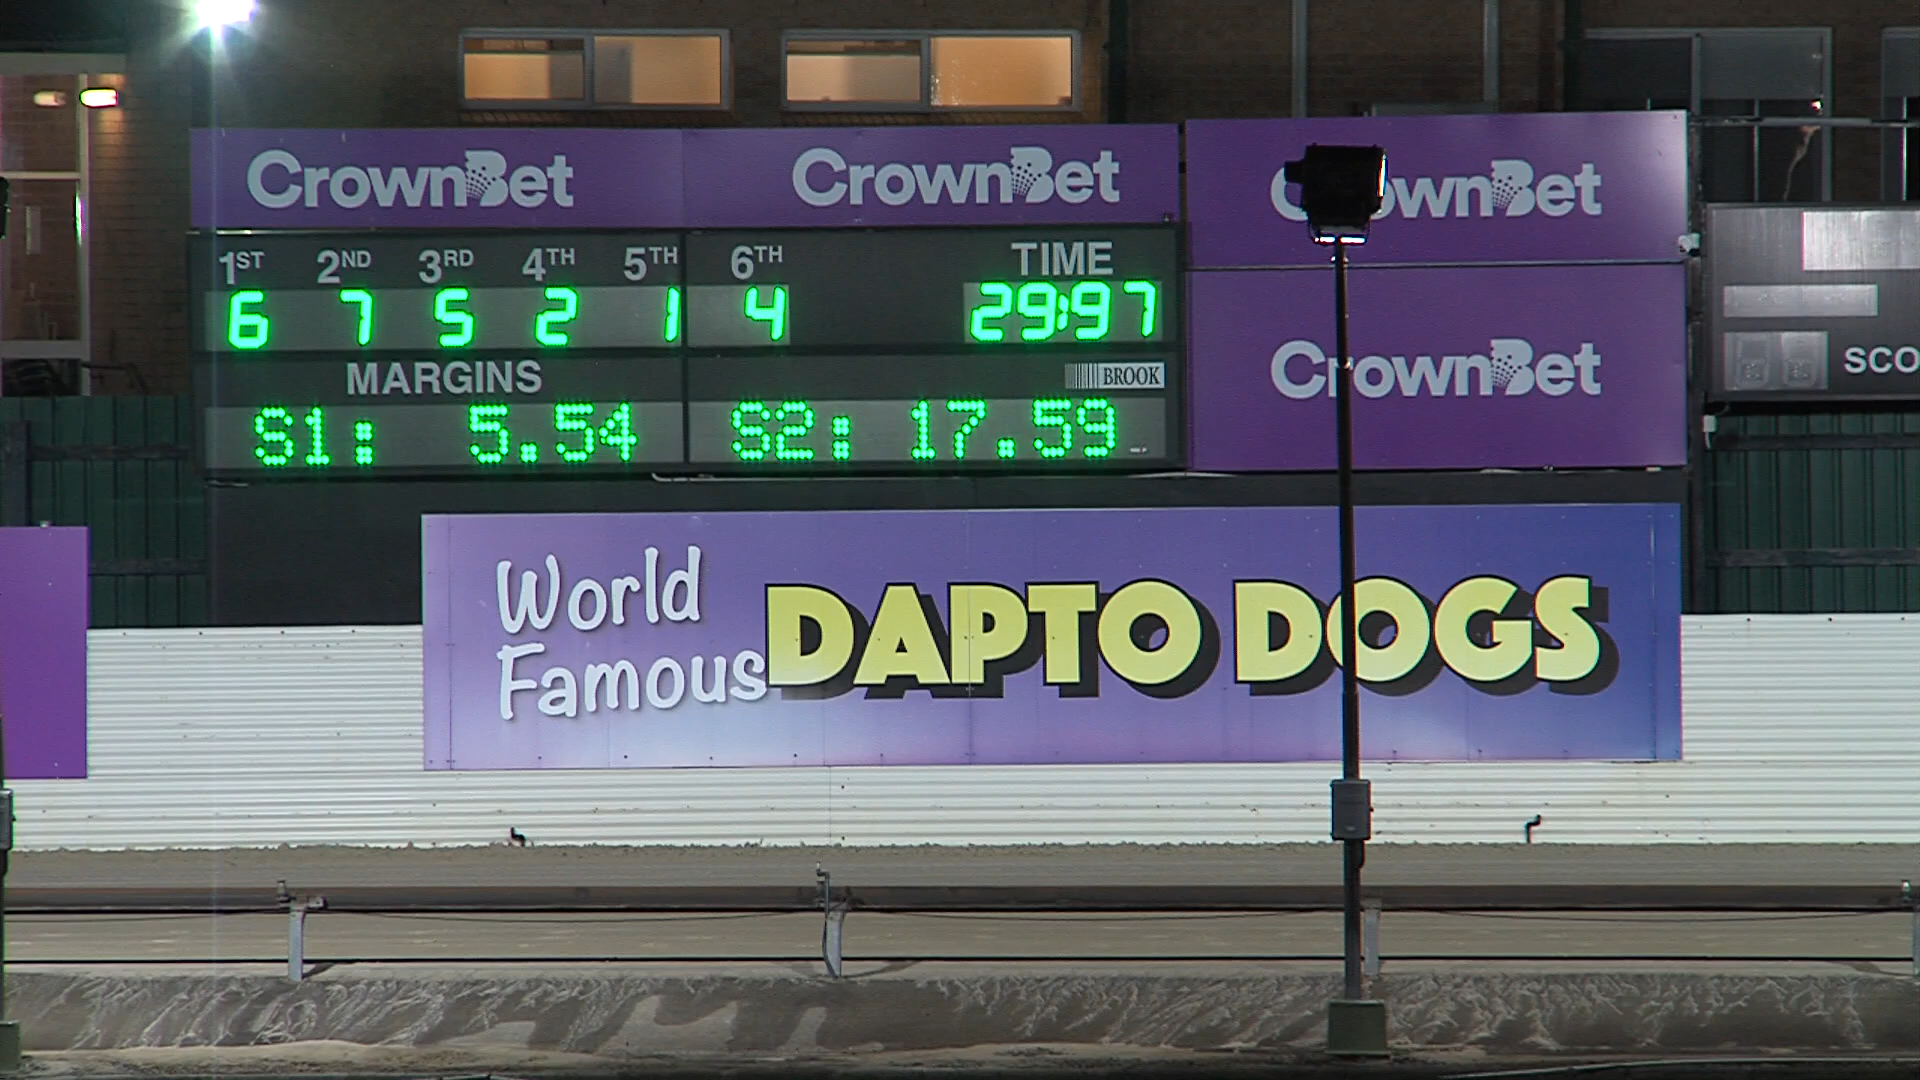 CrownBet CrownBet CrownBet
1ST 2ND 3RD 4TH 5TH 6TH TIME
6 7 5 2 1 4 29:97
MARGINS BROOK
CrownBet
SCO
S1: 5.54 S2: 17.59
World
Famous DAPTO DOGS